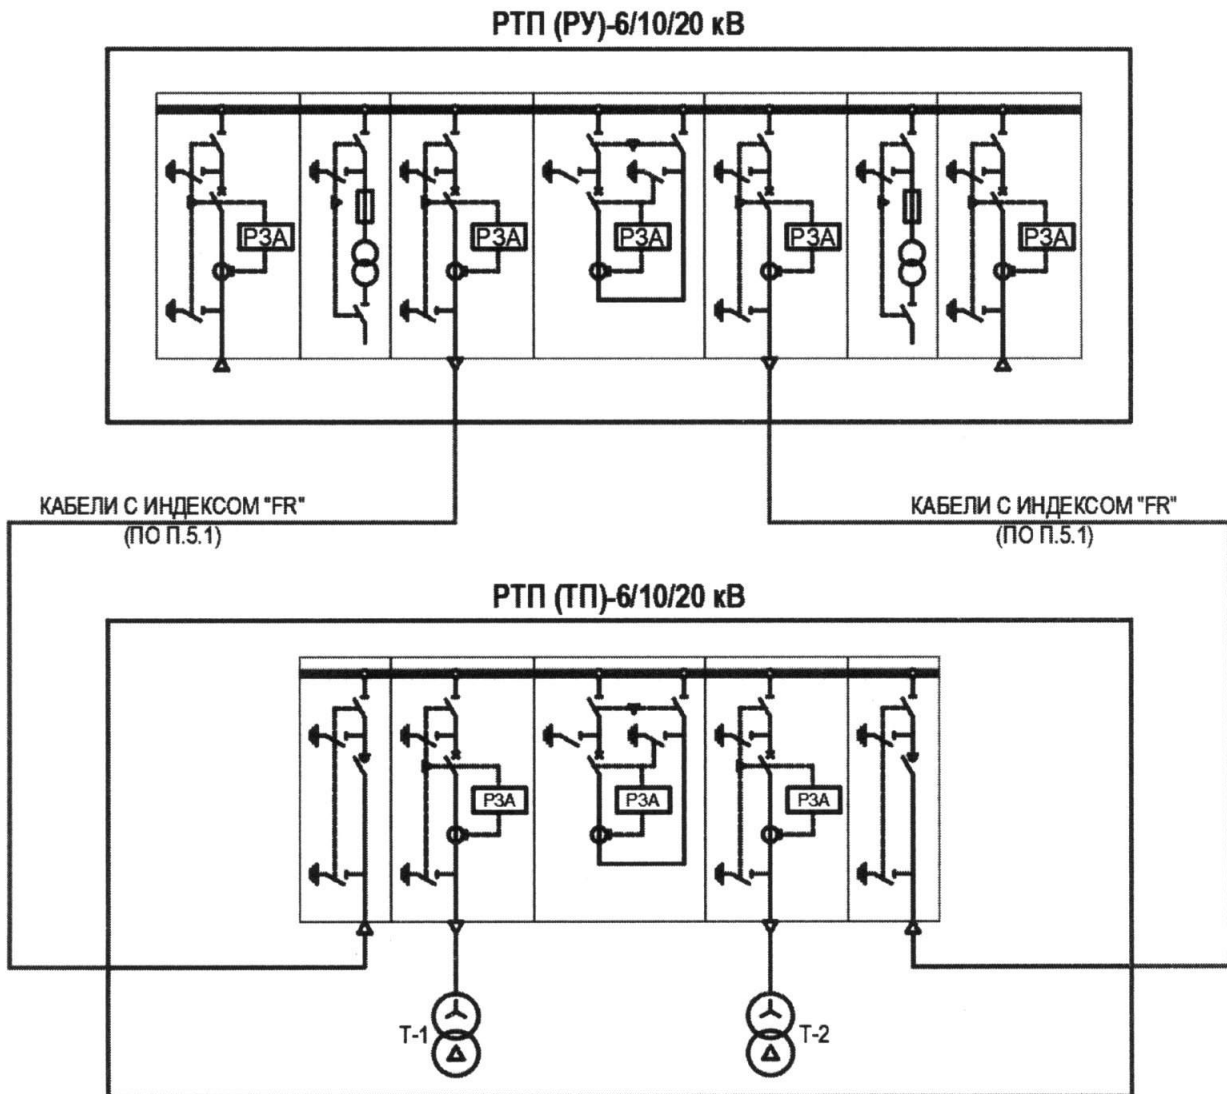 РТП (РУ)-6/10/20 кВ
РЗА
РЗА
РЗА
РЗА
РЗА
КАБЕЛИ С ИНДЕКСОМ "FR"
(ПО П.5.1)
КАБЕЛИ С ИНДЕКСОМ "FR"
(ПО П.5.1)
РТП (ТП)-6/10/20 кВ
РЗА
РЗА
РЗА
Т-1
Т-2